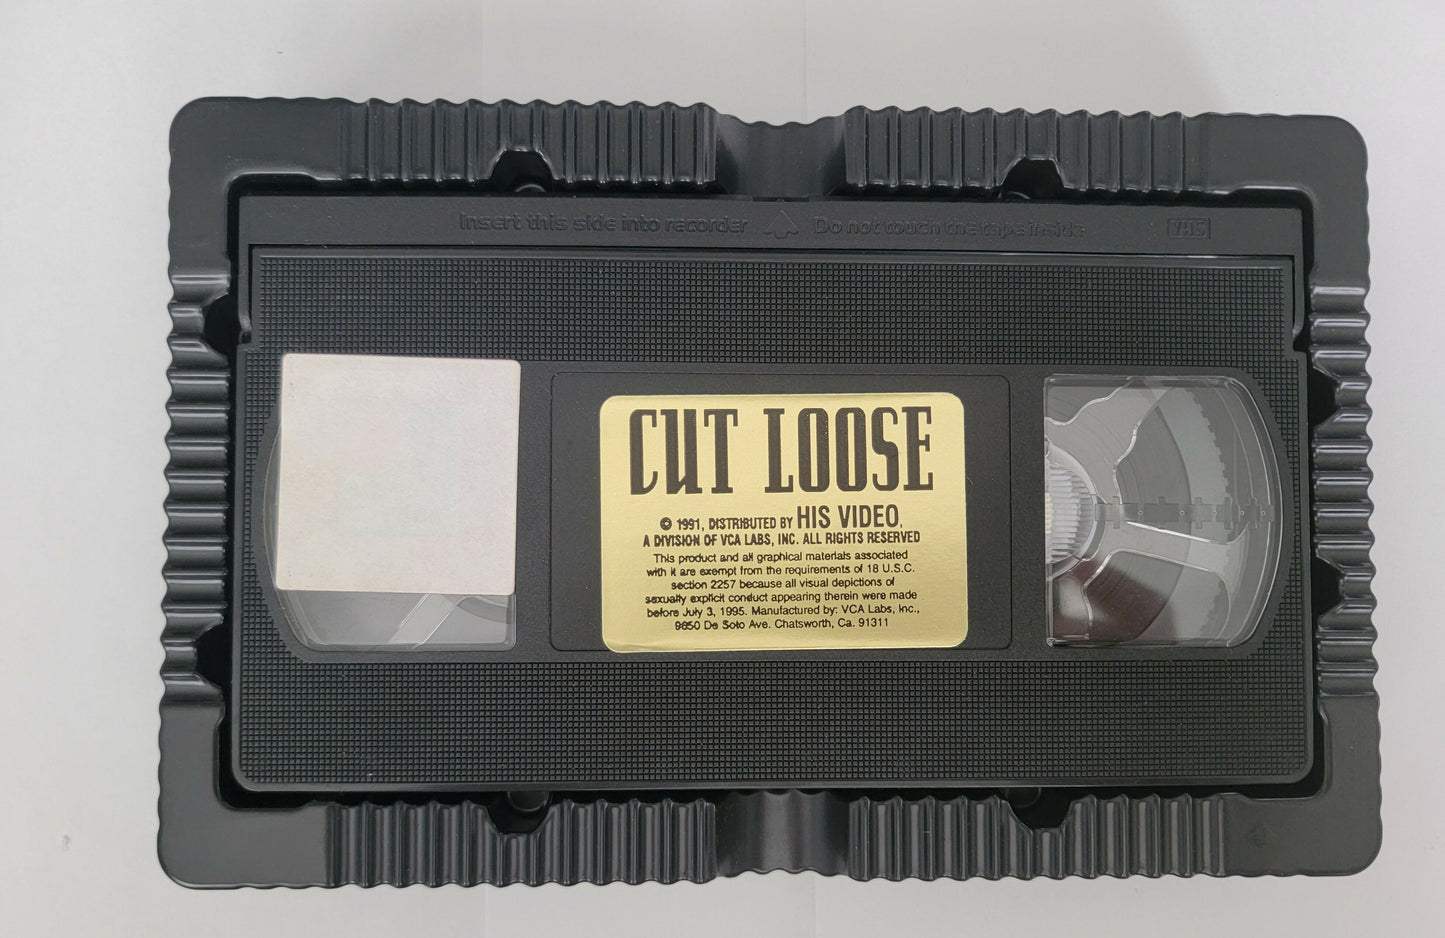 Insert this side into recorder Do not touch the tape inside VHS
CUT LOOSE
© 1991, DISTRIBUTED BY HIS VIDEO,
A DIVISION OF VCA LABS, INC. ALL RIGHTS RESERVED
This product and all graphical materials associated
with it are exempt from the requirements of 18 U.S.C.
section 2257 because all visual depictions of
sexually explicit conduct appearing therein were made
before July 3, 1995. Manufactured by: VCA Labs, Inc.,
9850 De Soto Ave. Chatsworth, Ca. 91311